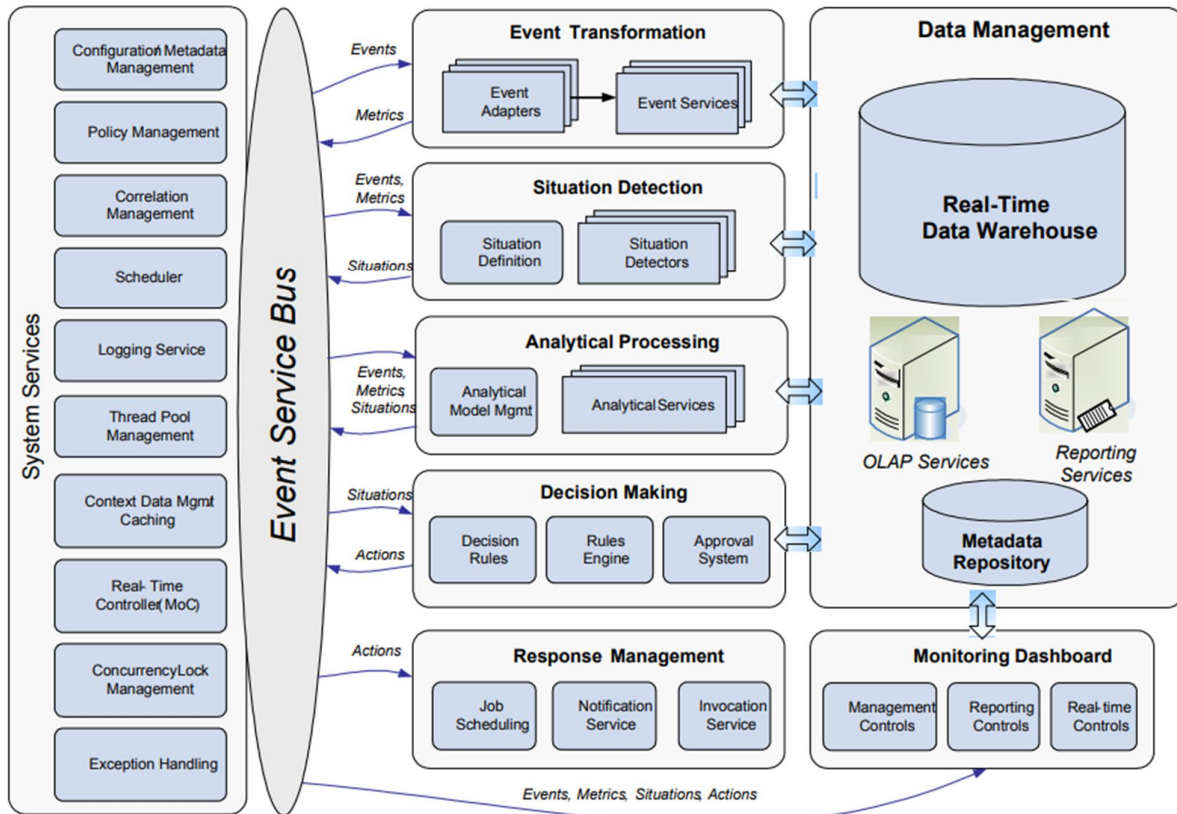 System Services
Configuration/Metadata
Management
Policy Management
Correlation
Management
Scheduler
Logging Service
Thread Pool
Management
Context Data Mgmt/
Caching
Real- Time
Controller(MoC)
ConcurrencyLock
Management
Exception Handling
Event Service Bus
Events
Metrics
Event Transformation
Event
Adapters
Event Services
Events,
Metrics
Situations
Situation Detection
Situation
Definition
Situation
Detectors
Events,
Metrics,
Situations
Analytical Processing
Analytical
Model Mgmt
Analytical Services
Situations
Actions
Decision Making
Decision
Rules
Rules
Engine
Approval
System
Actions
Response Management
Job
Scheduling
Notification
Service
Invocation
Service
Events, Metrics, Situations, Actions
Data Management
Real-Time
Data Warehouse
OLAP Services
Reporting
Services
Metadata
Repository
Monitoring Dashboard
Management
Controls
Reporting
Controls
Real-time
Controls